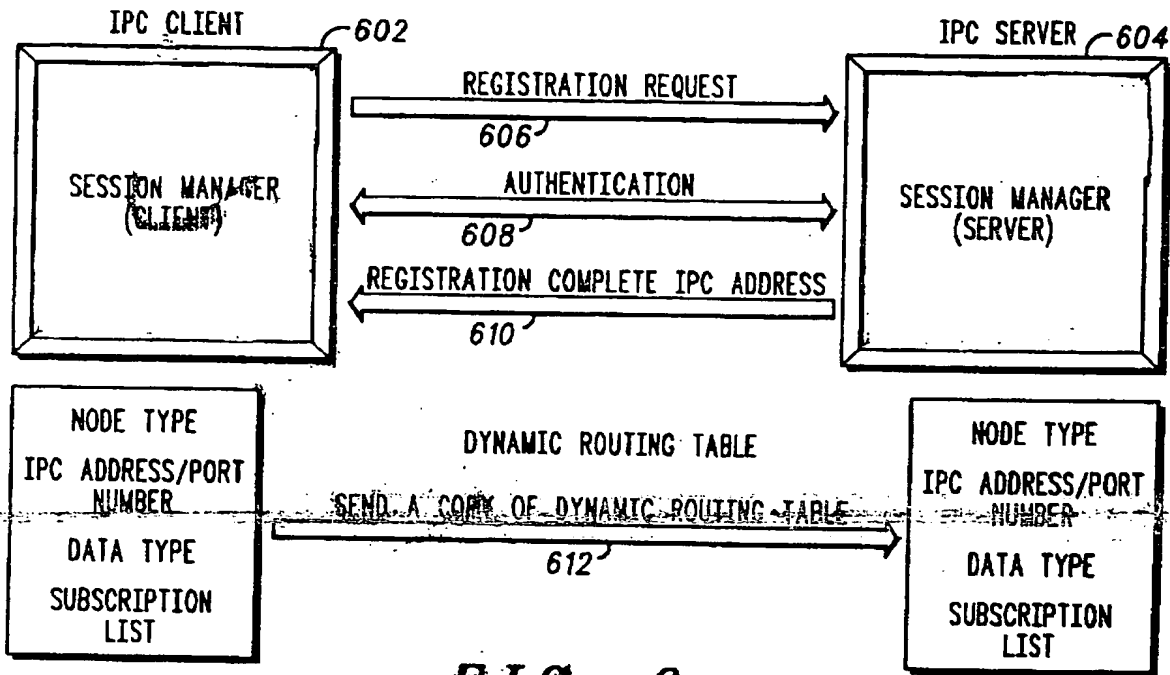 IPC CLIENT
602
SESSION MANAGER
(CLIENT)
REGISTRATION REQUEST
606
AUTHENTICATION
608
REGISTRATION COMPLETE IPC ADDRESS
610
IPC SERVER
604
SESSION MANAGER
(SERVER)
NODE TYPE
IPC ADDRESS/PORT
NUMBER
DATA TYPE
SUBSCRIPTION
LIST
DYNAMIC ROUTING TABLE
SEND A COPY OF DYNAMIC ROUTING TABLE
612
NODE TYPE
IPC ADDRESS/PORT
NUMBER
DATA TYPE
SUBSCRIPTION
LIST